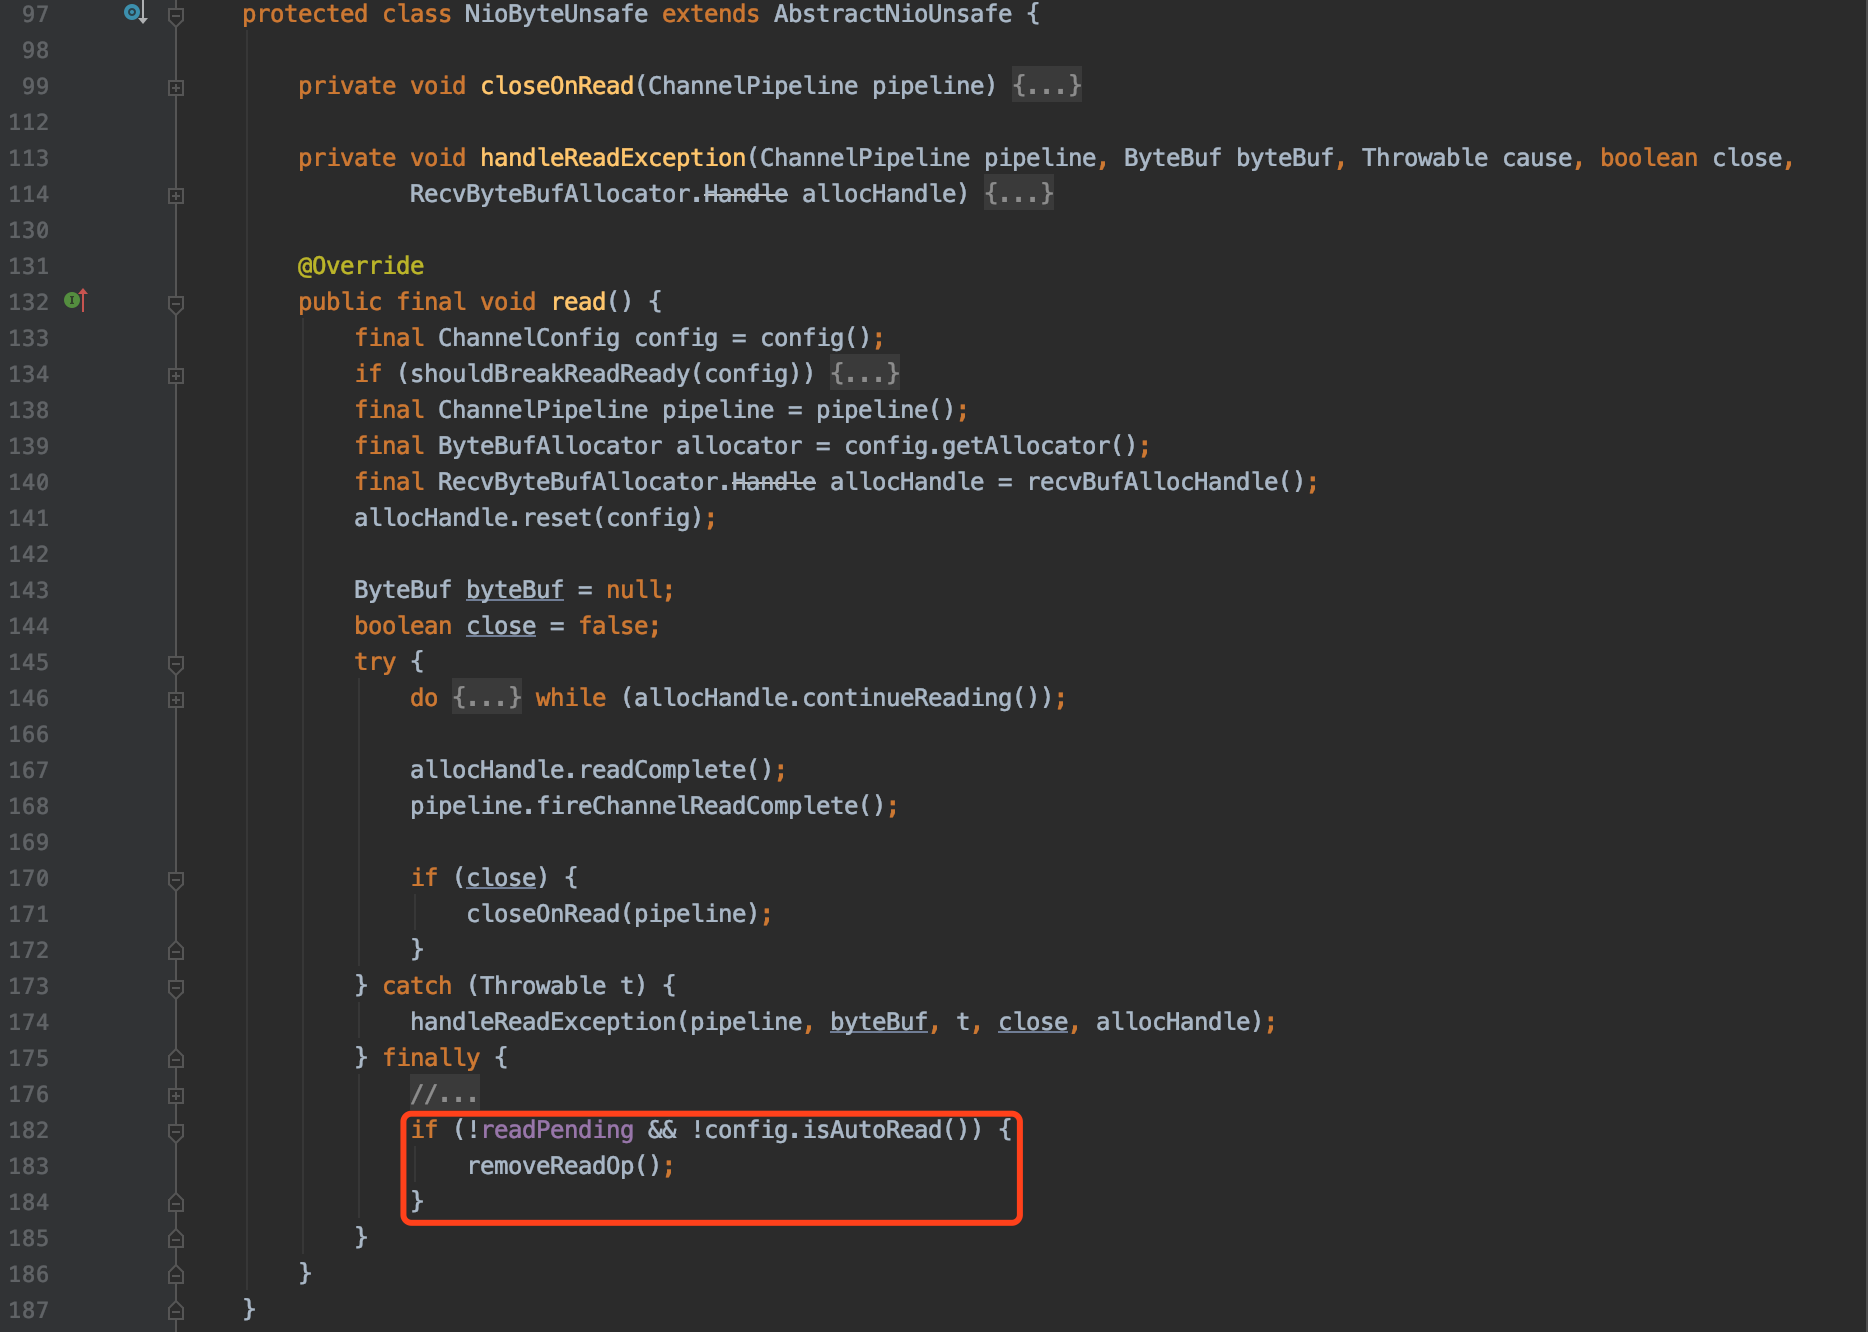 97 protected class NioByteUnsafe extends AbstractNioUnsafe {
98
99 private void closeOnRead(ChannelPipeline pipeline) {...}
112
113 private void handleReadException(ChannelPipeline pipeline, ByteBuf byteBuf, Throwable cause, boolean close,
114 RecvByteBufAllocator.Handle allocHandle) {...}
130
131 @Override
132 public final void read() {
133 final ChannelConfig config = config();
134 if (shouldBreakReadReady(config)) {...}
138 final ChannelPipeline pipeline = pipeline();
139 final ByteBufAllocator allocator = config.getAllocator();
140 final RecvByteBufAllocator.Handle allocHandle = recvBufAllocHandle();
141 allocHandle.reset(config);
142
143 ByteBuf byteBuf = null;
144 boolean close = false;
145 try {
146 do {...} while (allocHandle.continueReading());
166
167 allocHandle.readComplete();
168 pipeline.fireChannelReadComplete();
169
170 if (close) {
171 closeOnRead(pipeline);
172 }
173 } catch (Throwable t) {
174 handleReadException(pipeline, byteBuf, t, close, allocHandle);
175 } finally {
176 //...
182 if (!readPending && !config.isAutoRead()) {
183 removeReadOp();
184 }
185 }
186 }
187 }